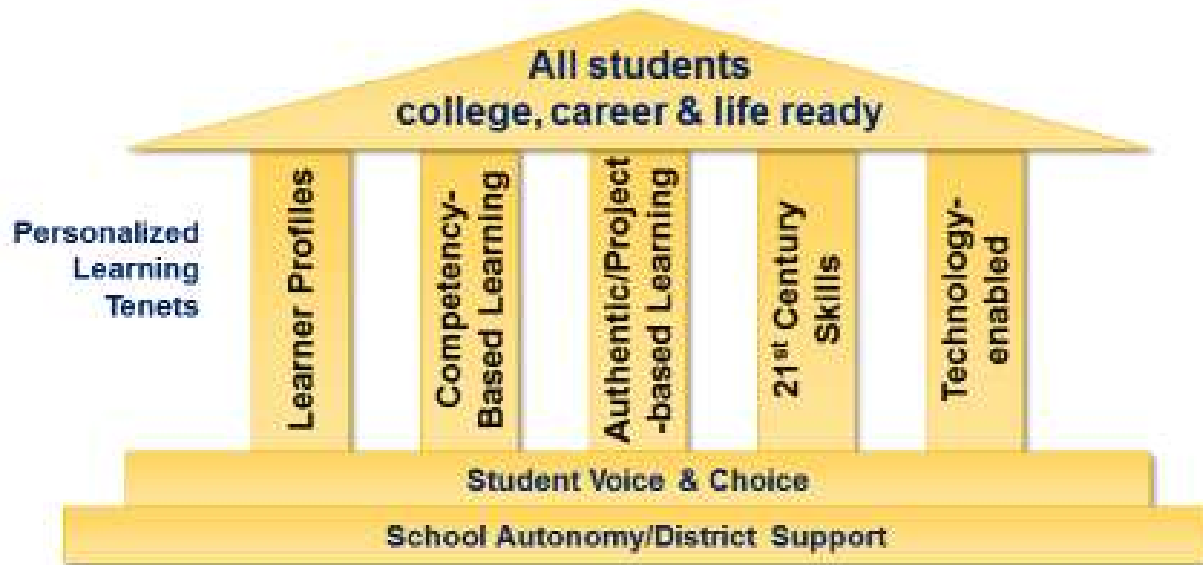 All students
college, career & life ready
Personalized
Learning
Tenets
Learner Profiles
Competency-
Based Learning
Authentic/Project
-based Learning
21st Century
Skills
Technology-
enabled
Student Voice & Choice
School Autonomy/District Support